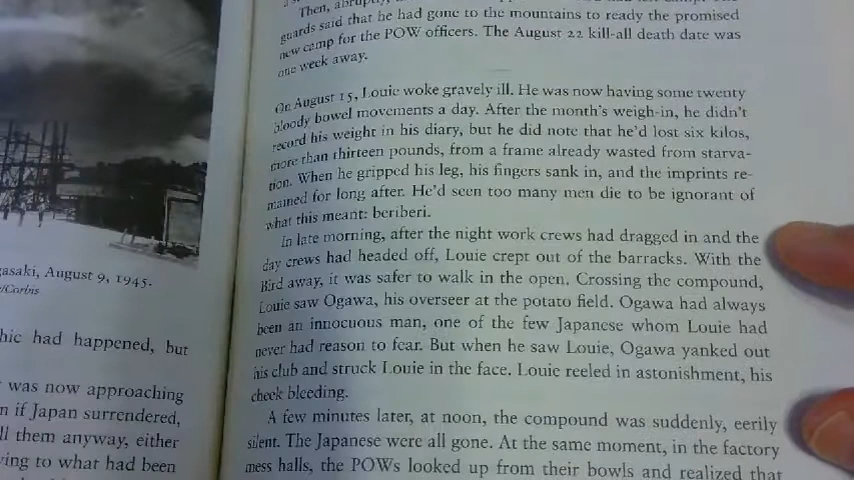 asaki, August 9, 1945.
/Corbis
hic had happened, but
was now approaching
n if Japan surrendered,
ll them anyway, either
ing to what had been
Then, abruptly,
guards said that he had gone to the mountains to ready the promised
new camp for the POW officers. The August 22 kill-all death date was
one week away.
On August 15, Louie woke gravely ill. He was now having some twenty
bloody bowel movements a day. After the month's weigh-in, he didn't
record his weight in his diary, but he did note that he'd lost six kilos,
more than thirteen pounds, from a frame already wasted from starva-
tion. When he gripped his leg, his fingers sank in, and the imprints re-
mained for long after. He'd seen too many men die to be ignorant of
what this meant: beriberi.
In late morning, after the night work crews had dragged in and the
day crews had headed off, Louie crept out of the barracks. With the
Bird away, it was safer to walk in the open. Crossing the compound,
Louie saw Ogawa, his overseer at the potato field. Ogawa had always
been an innocuous man, one of the few Japanese whom Louie had
never had reason to fear. But when he saw Louie, Ogawa yanked out
his club and struck Louie in the face. Louie reeled in astonishment, his
cheek bleeding.
A few minutes later, at noon, the compound was suddenly, eerily
silent. The Japanese were all gone. At the same moment, in the factory
mess halls, the POWs looked up from their bowls and realized that